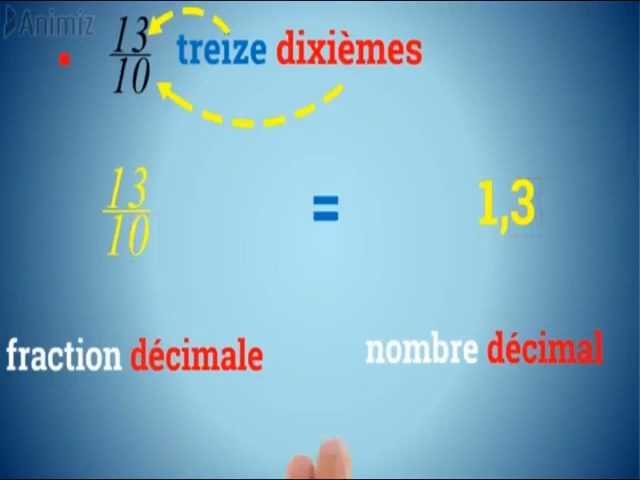 Animiz
13/10 treize dixièmes
13/10 = 1,3
fraction décimale
nombre décimal